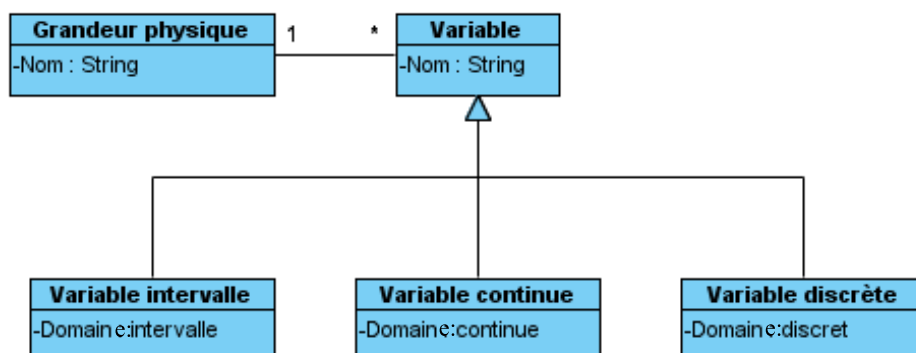 Grandeur physique
-Nom : String
1 *
Variable
-Nom : String
Variable intervalle
-Domaine:intervalle
Variable continue
-Domaine:continue
Variable discrète
-Domaine:discret